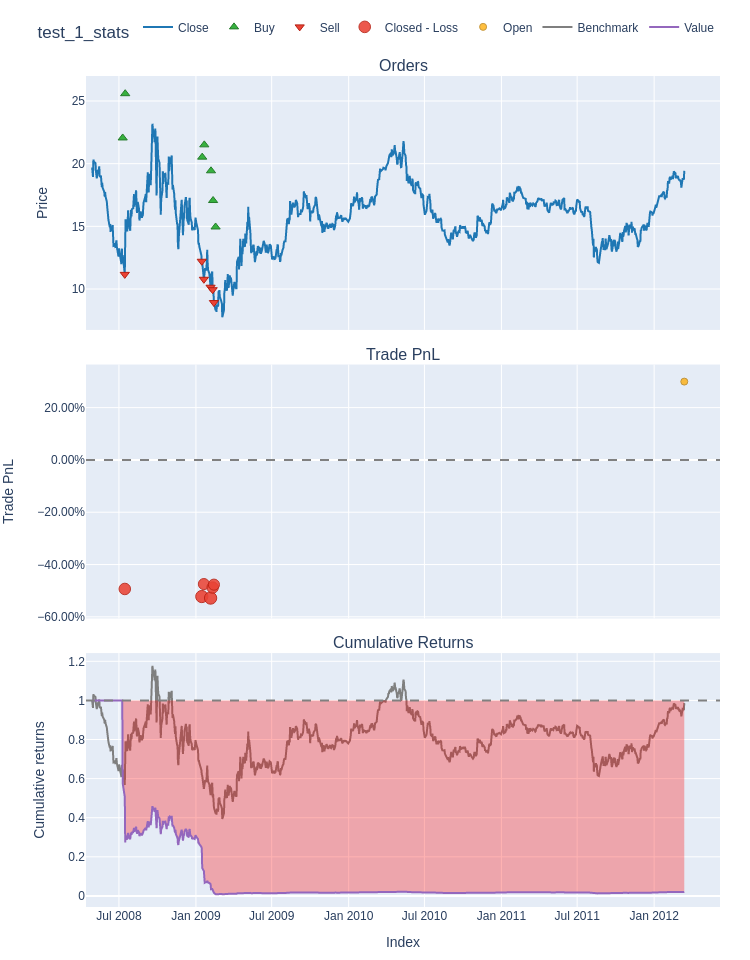 test_1_stats
Close Buy Sell Closed - Loss Open Benchmark Value
Orders
25
20
15
10
Price
Trade PnL
20.00%
0.00%
−20.00%
−40.00%
−60.00%
Trade PnL
Cumulative Returns
1.2
1
0.8
0.6
0.4
0.2
0
Cumulative returns
Jul 2008 Jan 2009 Jul 2009 Jan 2010 Jul 2010 Jan 2011 Jul 2011 Jan 2012
Index